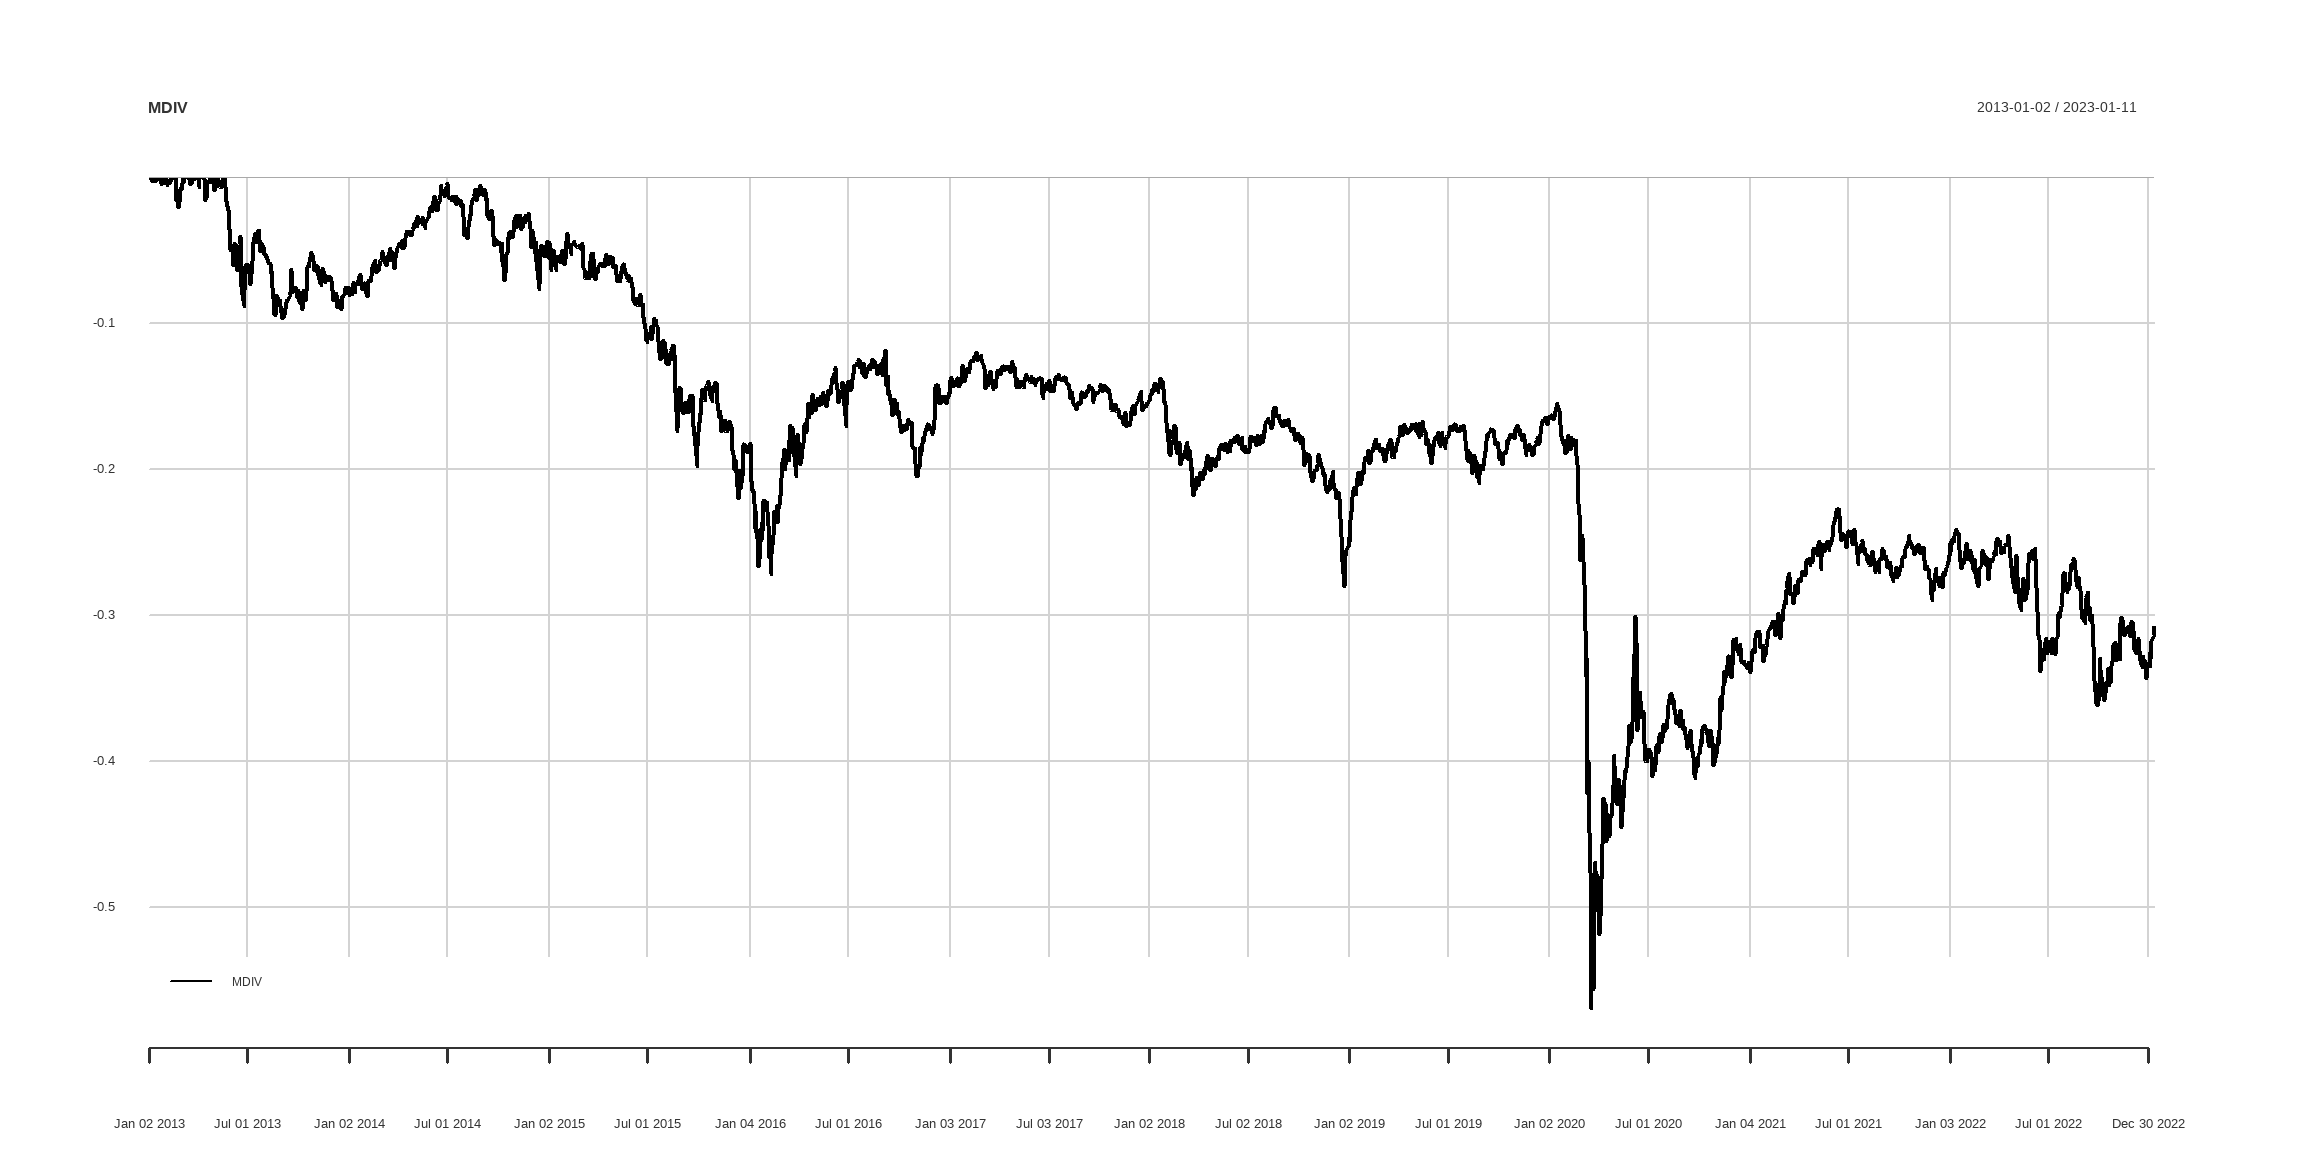 MDIV
2013-01-02 / 2023-01-11
-0.1
-0.2
-0.3
-0.4
-0.5
MDIV
Jan 02 2013
Jul 01 2013
Jan 02 2014
Jul 01 2014
Jan 02 2015
Jul 01 2015
Jan 04 2016
Jul 01 2016
Jan 03 2017
Jul 03 2017
Jan 02 2018
Jul 02 2018
Jan 02 2019
Jul 01 2019
Jan 02 2020
Jul 01 2020
Jan 04 2021
Jul 01 2021
Jan 03 2022
Jul 01 2022
Dec 30 2022